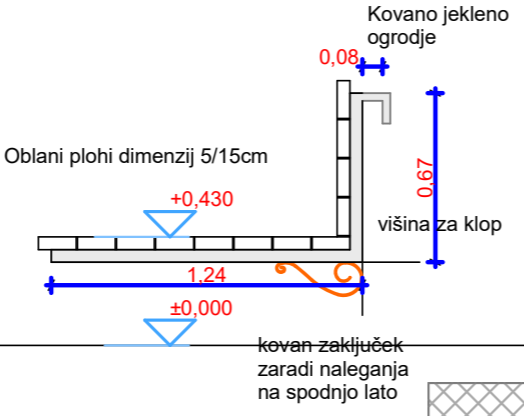 Kovano jekleno
ogrodje
0,08
Oblani plohi dimenzij 5/15cm
+0,430
0,67
višina za klop
1,24
±0,000
kovan zaključek
zaradi naleganja
na spodnjo lato